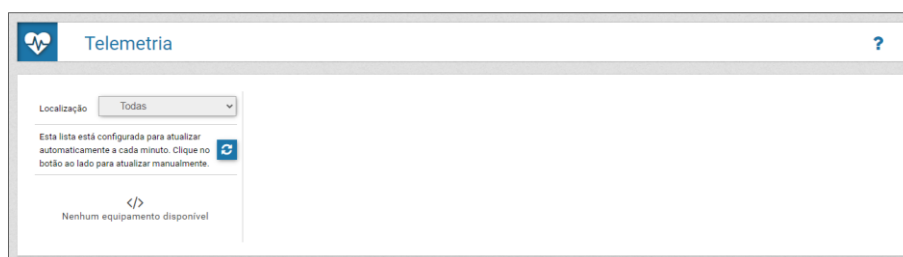 Telemetria
?
Localização
Todas
Esta lista está configurada para atualizar
automaticamente a cada minuto. Clique no
botão ao lado para atualizar manualmente.
</>
Nenhum equipamento disponível